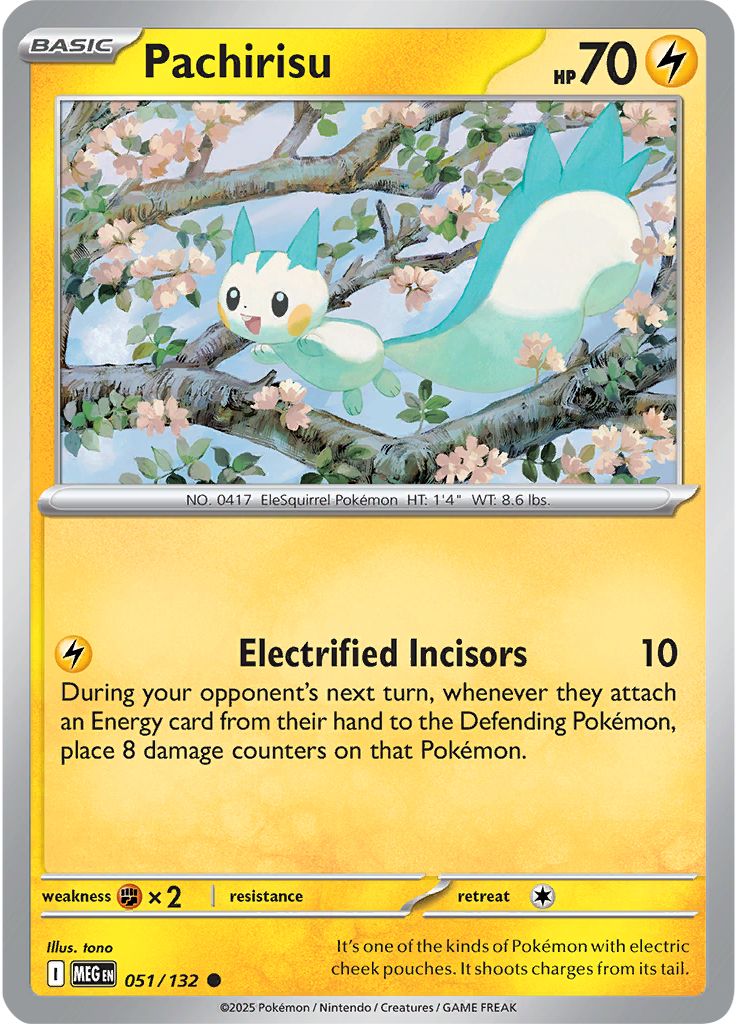 BASIC
Pachirisu
HP 70
NO. 0417 EleSquirrel Pokémon HT: 1'4" WT: 8.6 lbs.
Electrified Incisors 10
During your opponent's next turn, whenever they attach
an Energy card from their hand to the Defending Pokémon,
place 8 damage counters on that Pokémon.
weakness ×2 resistance retreat
Illus. tono
It's one of the kinds of Pokémon with electric
cheek pouches. It shoots charges from its tail.
I MEG EN 051/132
©2025 Pokémon / Nintendo / Creatures / GAME FREAK